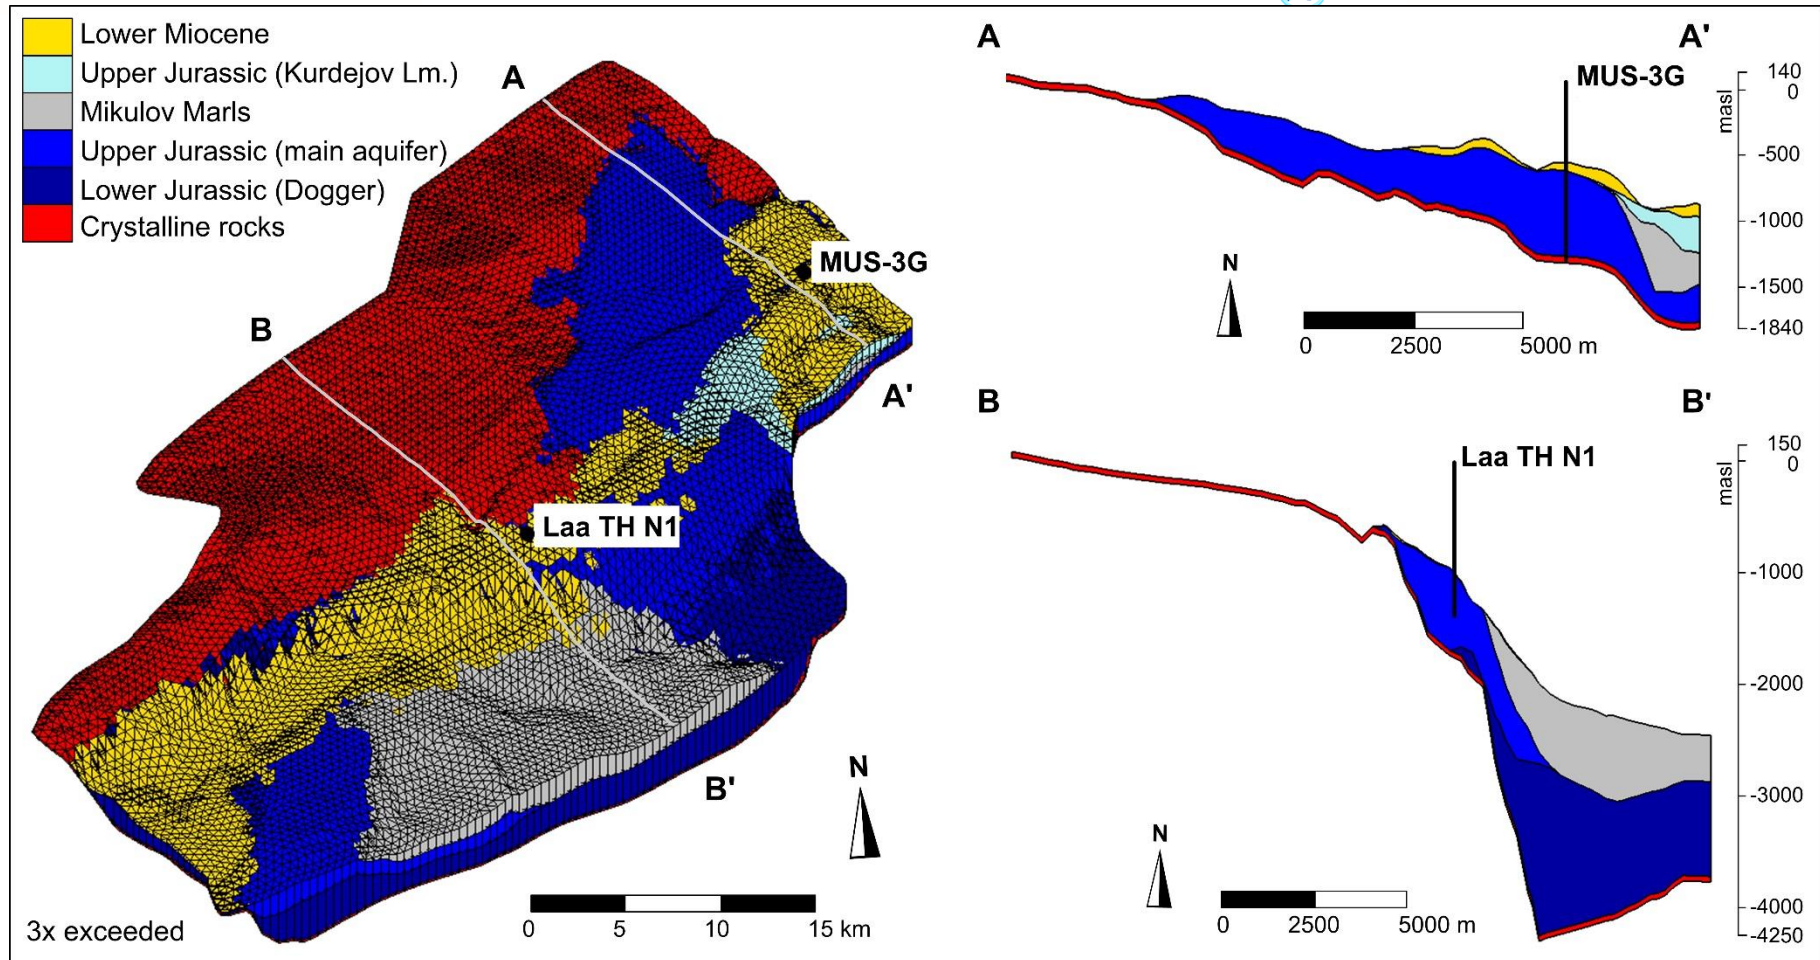 Lower Miocene
Upper Jurassic (Kurdejov Lm.)
Mikulov Marls
Upper Jurassic (main aquifer)
Lower Jurassic (Dogger)
Crystalline rocks
A
MUS-3G
B
A'
Laa TH N1
B'
N
3x exceeded
0 5 10 15 km
A A'
MUS-3G
masl
140
0
-500
-1000
-1500
-1840
N
0 2500 5000 m
B B'
Laa TH N1
masl
150
0
-1000
-2000
-3000
-4000
-4250
N
0 2500 5000 m